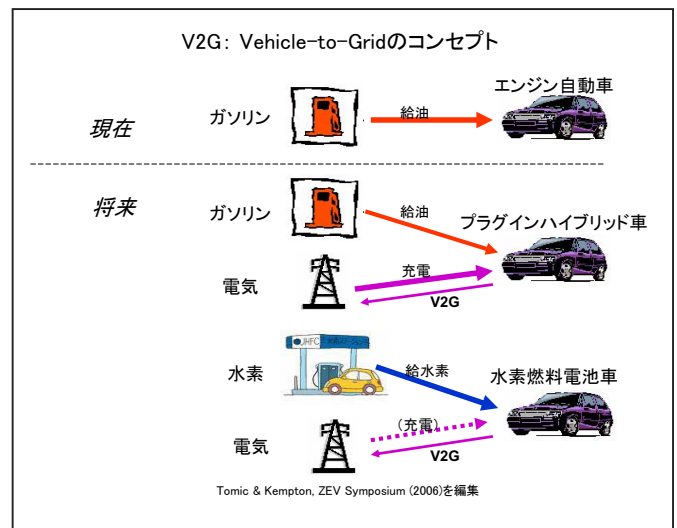 V2G: Vehicle-to-Gridのコンセプト
エンジン自動車
ガソリン
給油
現在
将来
ガソリン
給油
プラグインハイブリッド車
充電
電気
V2G
JHFC
水素
給水素
水素燃料電池車
(充電)
電気
V2G
Tomic & Kempton, ZEV Symposium (2006)を編集